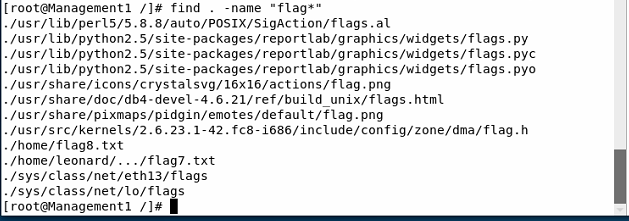 [root@Management1 /]# find . -name "flag*"
./usr/lib/perl5/5.8.8/auto/POSIX/SigAction/flags.al
./usr/lib/python2.5/site-packages/reportlab/graphics/widgets/flags.py
./usr/lib/python2.5/site-packages/reportlab/graphics/widgets/flags.pyc
./usr/lib/python2.5/site-packages/reportlab/graphics/widgets/flags.pyo
./usr/share/icons/crystalsvg/16x16/actions/flag.png
./usr/share/doc/db4-devel-4.6.21/ref/build_unix/flags.html
./usr/share/pixmaps/pidgin/emotes/default/flag.png
./usr/src/kernels/2.6.23.1-42.fc8-i686/include/config/zone/dma/flag.h
./home/flag8.txt
./home/leonard/.../flag7.txt
./sys/class/net/eth13/flags
./sys/class/net/lo/flags
[root@Management1 /]#